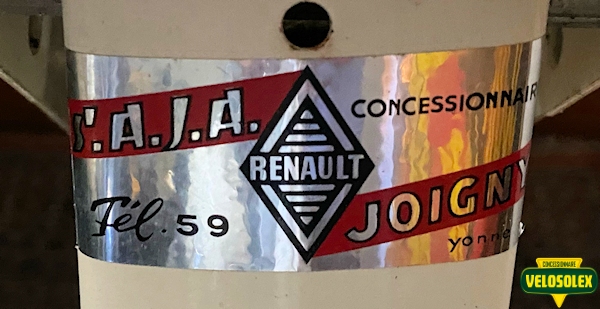 S'.A.J.A.
CONCESSIONNAIR
RENAULT
Tél. 59
JOIGNY
yonne
CONCESSIONNAIRE
VELOSOLEX